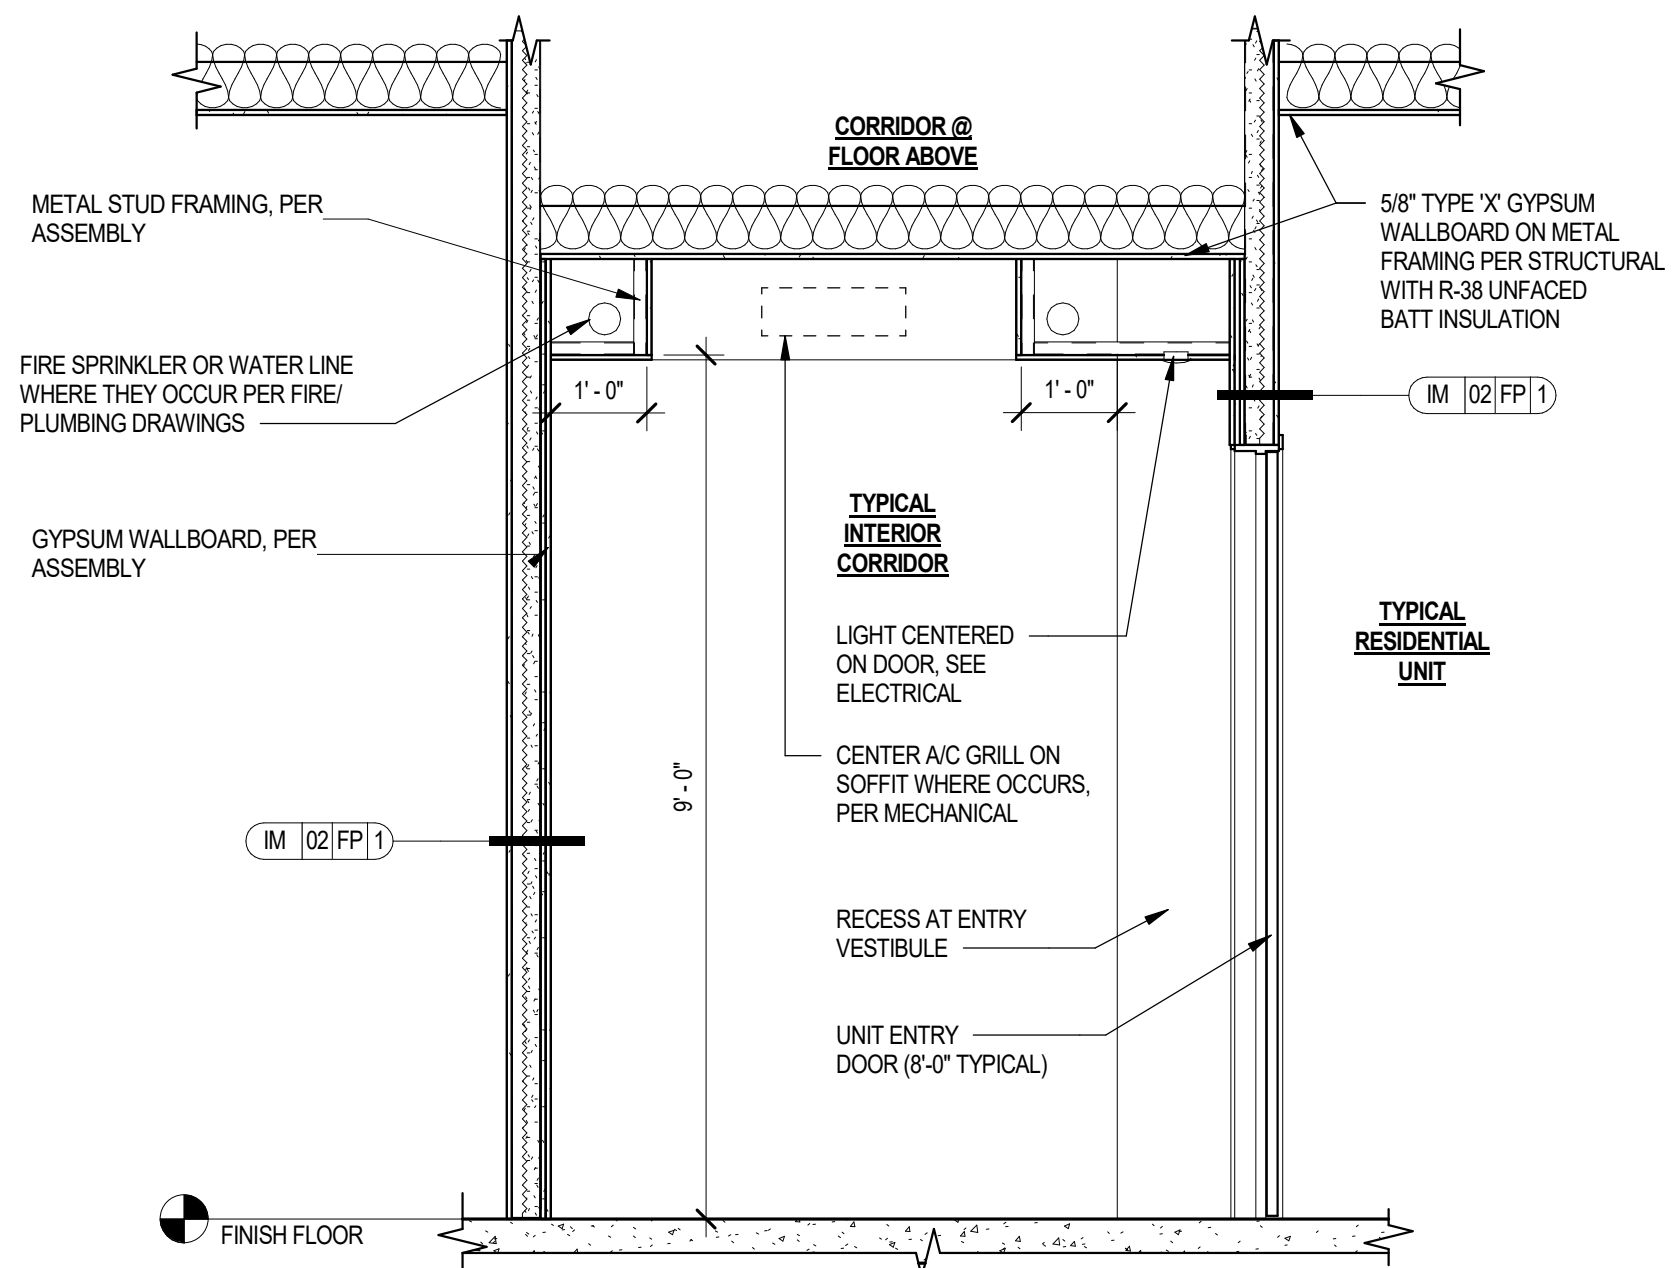 CORRIDOR @
FLOOR ABOVE
METAL STUD FRAMING, PER
ASSEMBLY
5/8" TYPE 'X' GYPSUM
WALLBOARD ON METAL
FRAMING PER STRUCTURAL
WITH R-38 UNFACED
BATT INSULATION
FIRE SPRINKLER OR WATER LINE
WHERE THEY OCCUR PER FIRE/
PLUMBING DRAWINGS
1' - 0"
1' - 0"
IM 02 FP 1
TYPICAL
INTERIOR
CORRIDOR
GYPSUM WALLBOARD, PER
ASSEMBLY
LIGHT CENTERED
ON DOOR, SEE
ELECTRICAL
TYPICAL
RESIDENTIAL
UNIT
CENTER A/C GRILL ON
SOFFIT WHERE OCCURS,
PER MECHANICAL
9' - 0"
IM 02 FP 1
RECESS AT ENTRY
VESTIBULE
UNIT ENTRY
DOOR (8'-0" TYPICAL)
FINISH FLOOR